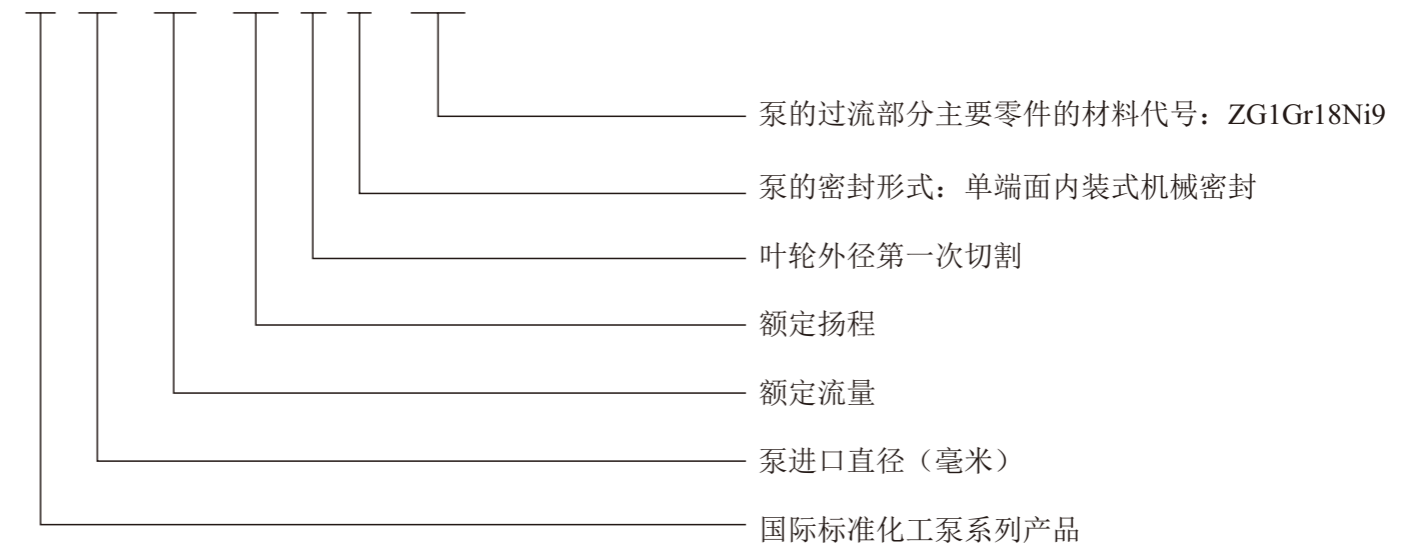 泵的过流部分主要零件的材料代号：ZG1Gr18Ni9
泵的密封形式：单端面内装式机械密封
叶轮外径第一次切割
额定扬程
额定流量
泵进口直径（毫米）
国际标准化工泵系列产品